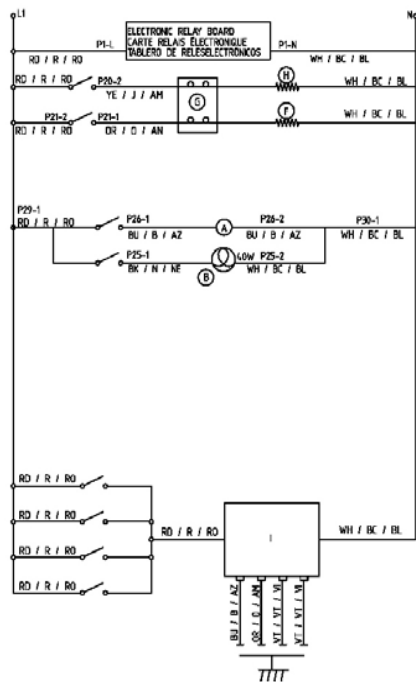 L1
N
ELECTRONIC RELAY BOARD
CARTE RELAIS ÉLECTRONIQUE
TABLERO DE RELÉSELECTRÓNICOS
P1-L
P1-N
RD / R / RO
WH / BC / BL
RD / R / RO
P20-2
H
WH / BC / BL
YE / J / AM
G
P21-2
P21-1
F
WH / BC / BL
RD / R / RO
OR / O / AN
P29-1
RD / R / RO
P26-1
P26-2
P30-1
BU / B / AZ
A
BU / B / AZ
WH / BC / BL
P25-1
40W
P25-2
BK / N / NE
B
WH / BC / BL
RD / R / RO
RD / R / RO
RD / R / RO
WH / BC / BL
I
RD / R / RO
RD / R / RO
BU / B / AZ
OR / O / AM
VT / VT / VI
VT / VT / VI